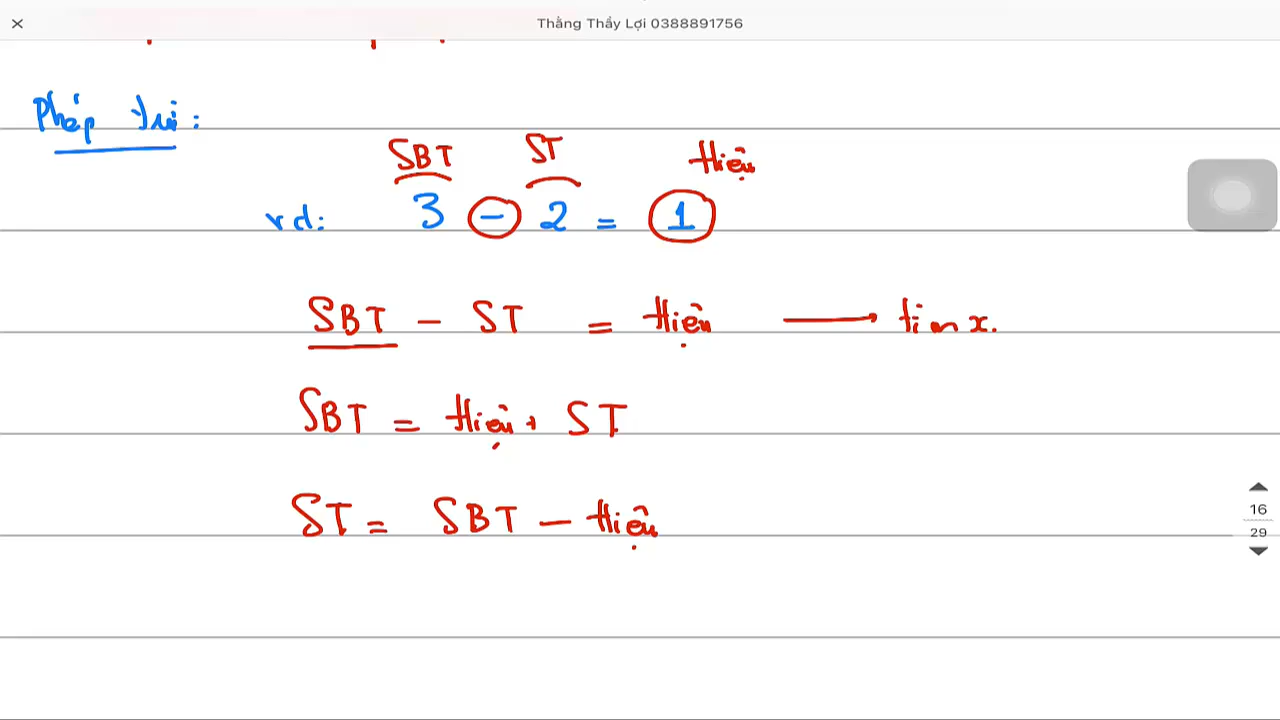 Thằng Thầy Lợi 0388891756
Phép trừ:
SBT ST Hiệu
vd: 3 - 2 = 1
SBT - ST = Hiệu → tìm x.
SBT = Hiệu + ST
ST = SBT - Hiệu
16
29